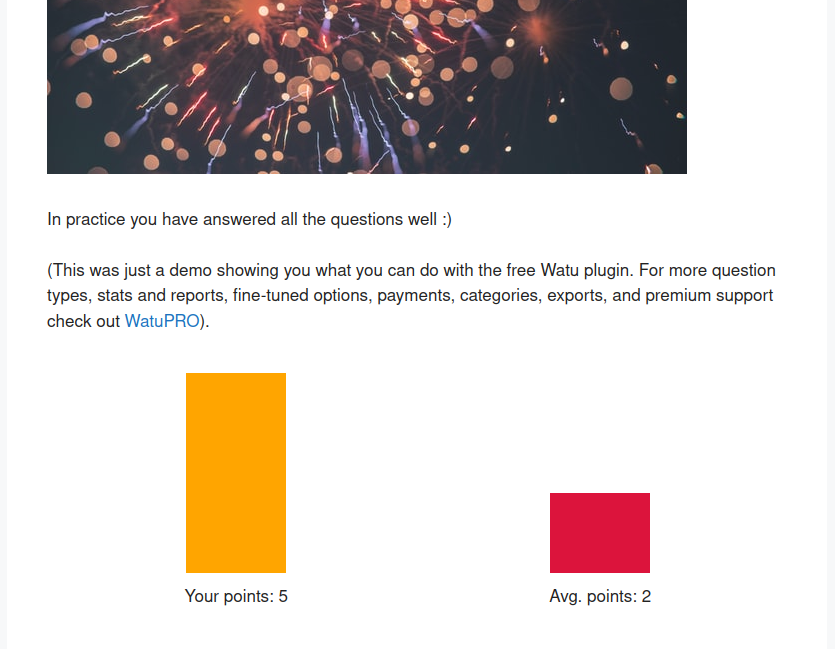 In practice you have answered all the questions well :)
(This was just a demo showing you what you can do with the free Watu plugin. For more question
types, stats and reports, fine-tuned options, payments, categories, exports, and premium support
check out WatuPRO).
Your points: 5
Avg. points: 2